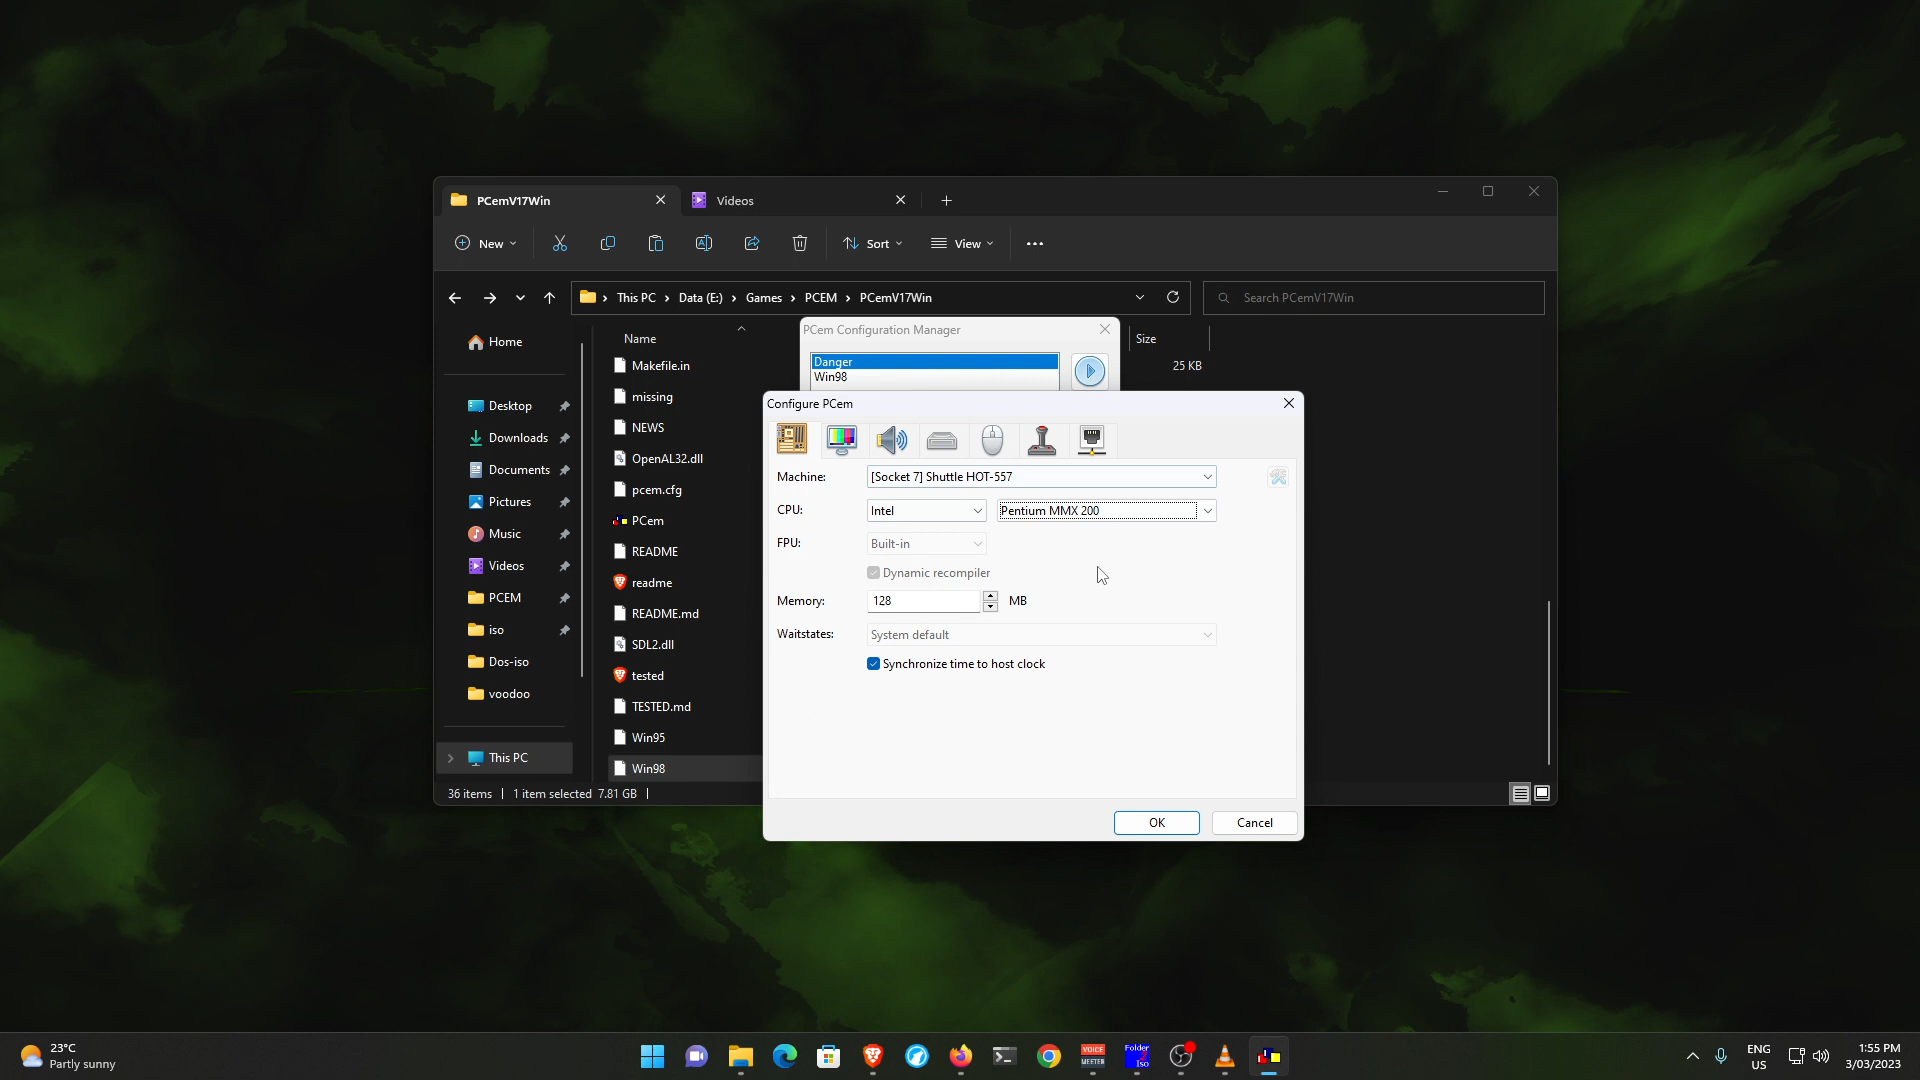 PCemV17Win
Videos
New
Sort
View
This PC > Data (E:) > Games > PCEM > PCemV17Win
Search PCemV17Win
Home
Desktop
Downloads
Documents
Pictures
Music
Videos
PCEM
iso
Dos-iso
voodoo
This PC
Name
Size
Makefile.in
25 KB
missing
NEWS
OpenAL32.dll
pcem.cfg
PCem
README
readme
README.md
SDL2.dll
tested
TESTED.md
Win95
Win98
36 items
1 item selected 7.81 GB
PCem Configuration Manager
Danger
Win98
Configure PCem
Machine: [Socket 7] Shuttle HOT-557
CPU: Intel Pentium MMX 200
FPU: Built-in
Dynamic recompiler
Memory: 128 MB
Waitstates: System default
Synchronize time to host clock
OK
Cancel
23°C
Partly sunny
VOICE
MEETER
Folder
2
Iso
ENG
US
1:55 PM
3/03/2023